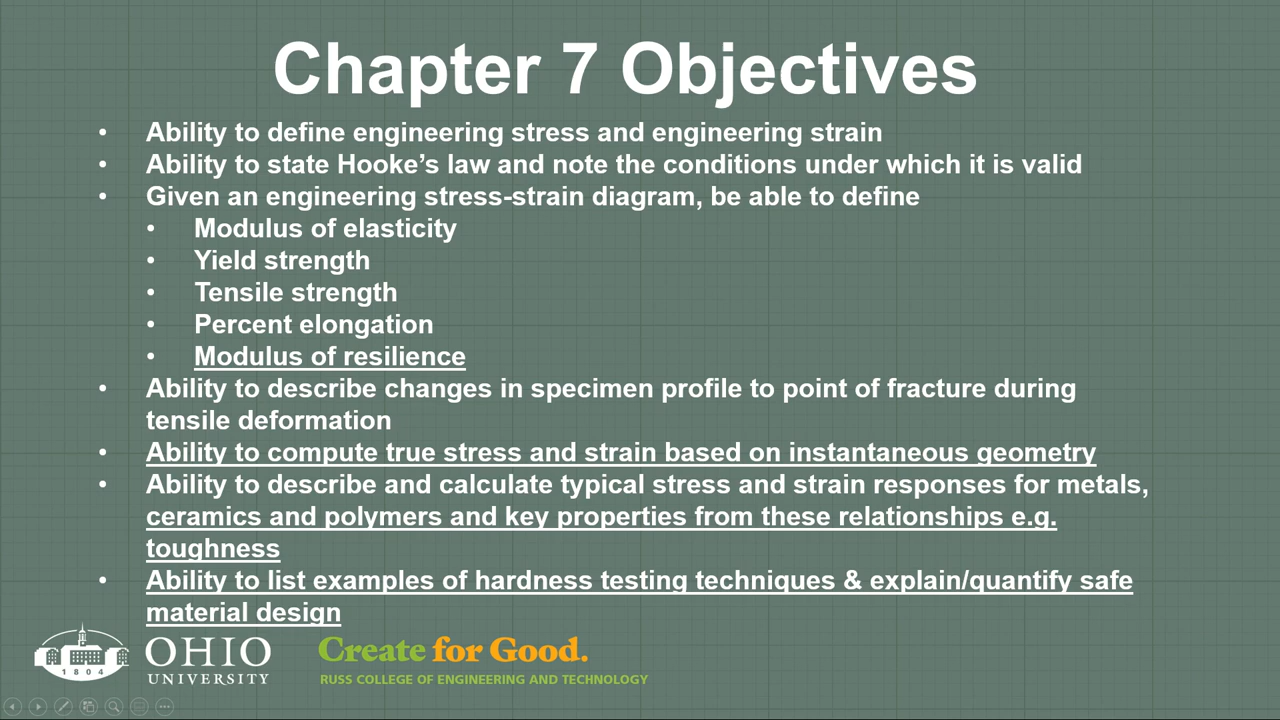 Chapter 7 Objectives
• Ability to define engineering stress and engineering strain
• Ability to state Hooke’s law and note the conditions under which it is valid
• Given an engineering stress-strain diagram, be able to define
• Modulus of elasticity
• Yield strength
• Tensile strength
• Percent elongation
• Modulus of resilience
• Ability to describe changes in specimen profile to point of fracture during
tensile deformation
• Ability to compute true stress and strain based on instantaneous geometry
• Ability to describe and calculate typical stress and strain responses for metals,
ceramics and polymers and key properties from these relationships e.g.
toughness
• Ability to list examples of hardness testing techniques & explain/quantify safe
material design
1804
OHIO
UNIVERSITY
Create for Good.
RUSS COLLEGE OF ENGINEERING AND TECHNOLOGY